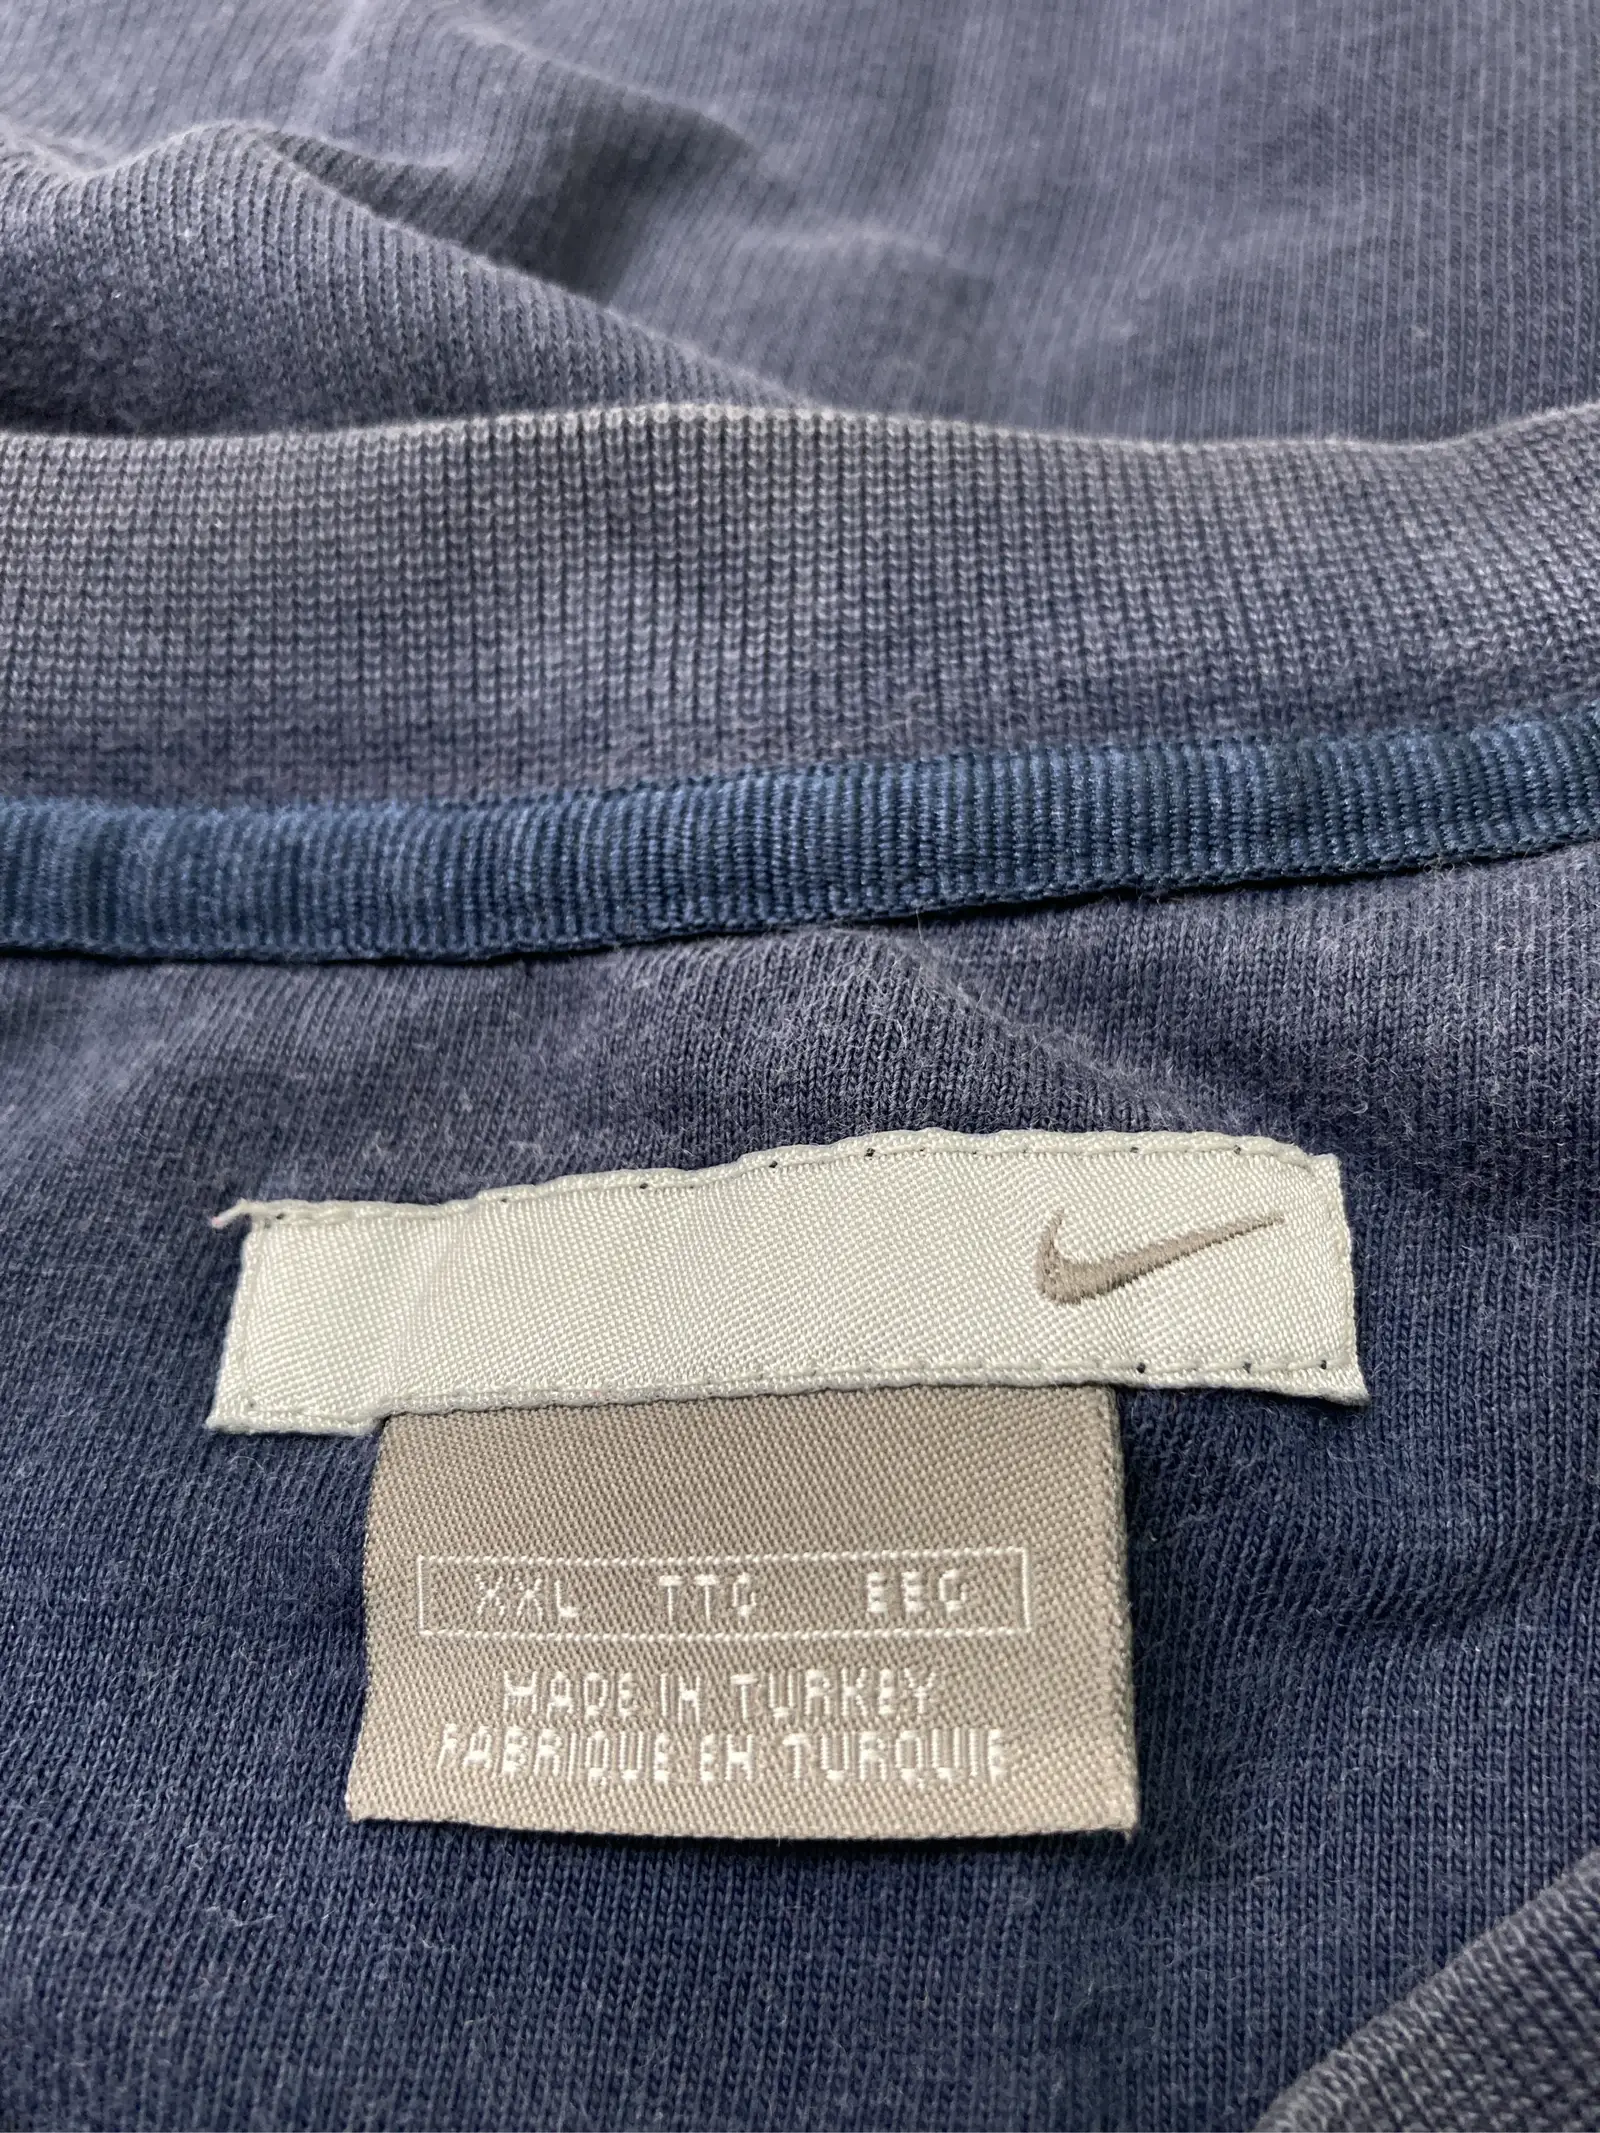 XXL TTG EEG
MADE IN TURKEY
FABRIQUE EN TURQUIE